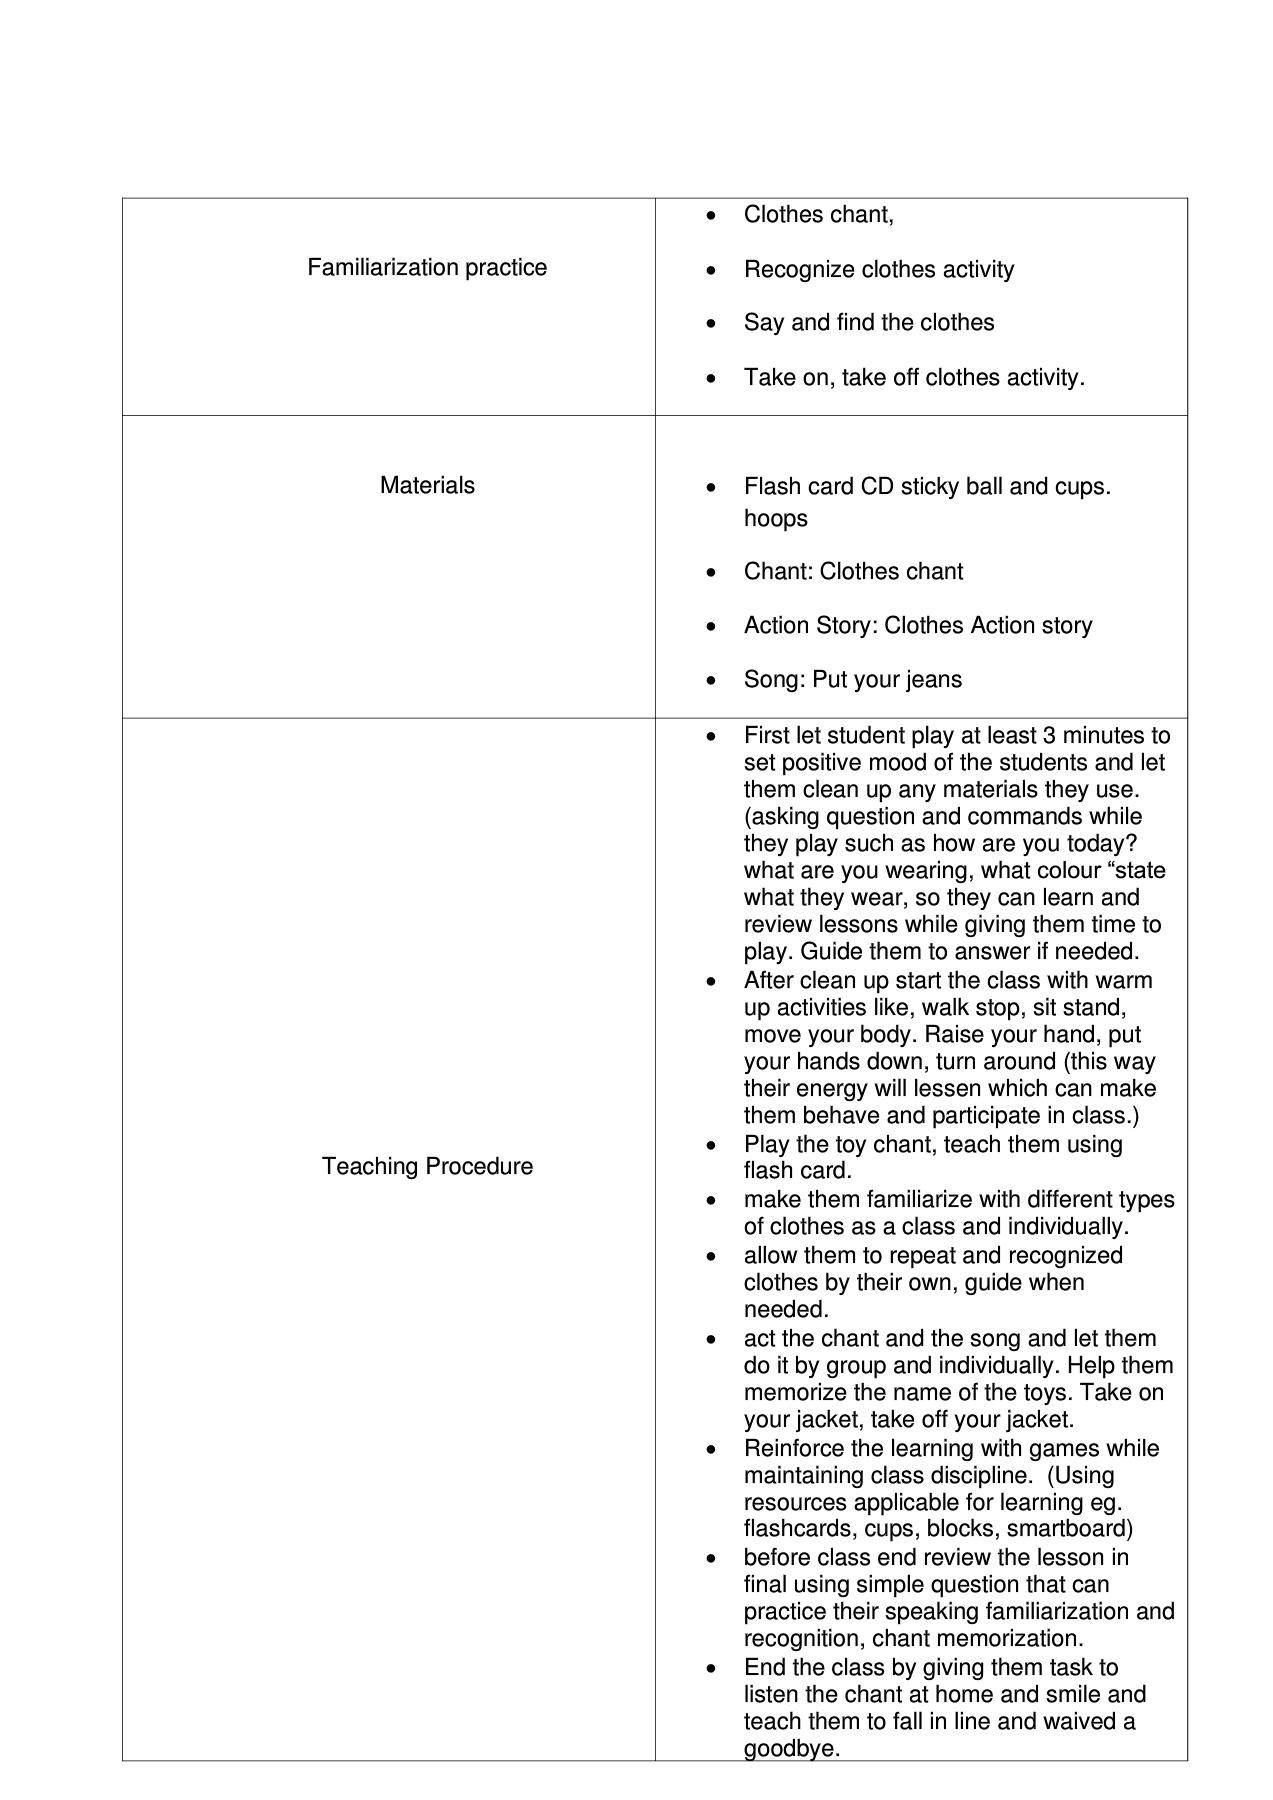 Familiarization practice
• Clothes chant,
• Recognize clothes activity
• Say and find the clothes
• Take on, take off clothes activity.
Materials
• Flash card CD sticky ball and cups.
hoops
• Chant: Clothes chant
• Action Story: Clothes Action story
• Song: Put your jeans
Teaching Procedure
• First let student play at least 3 minutes to
set positive mood of the students and let
them clean up any materials they use.
(asking question and commands while
they play such as how are you today?
what are you wearing, what colour “state
what they wear, so they can learn and
review lessons while giving them time to
play. Guide them to answer if needed.
• After clean up start the class with warm
up activities like, walk stop, sit stand,
move your body. Raise your hand, put
your hands down, turn around (this way
their energy will lessen which can make
them behave and participate in class.)
• Play the toy chant, teach them using
flash card.
• make them familiarize with different types
of clothes as a class and individually.
• allow them to repeat and recognized
clothes by their own, guide when
needed.
• act the chant and the song and let them
do it by group and individually. Help them
memorize the name of the toys. Take on
your jacket, take off your jacket.
• Reinforce the learning with games while
maintaining class discipline.  (Using
resources applicable for learning eg.
flashcards, cups, blocks, smartboard)
• before class end review the lesson in
final using simple question that can
practice their speaking familiarization and
recognition, chant memorization.
• End the class by giving them task to
listen the chant at home and smile and
teach them to fall in line and waived a
goodbye.